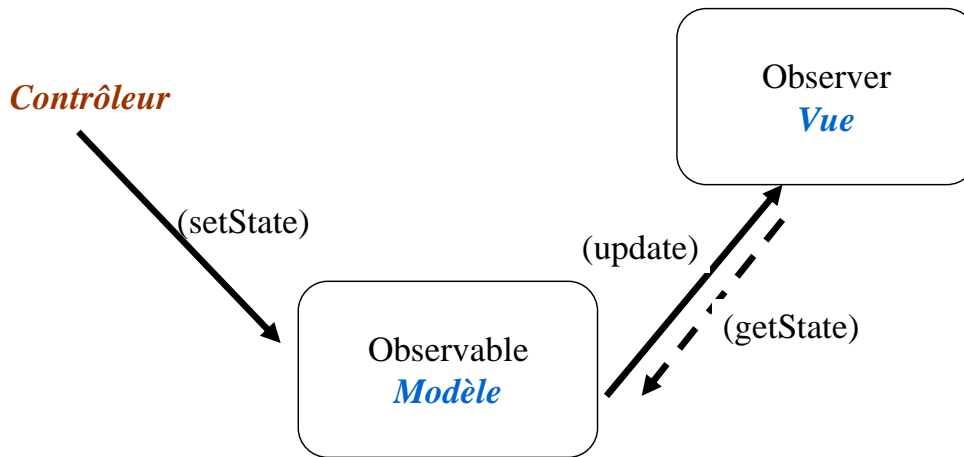 Observer
Vue
Contrôleur
(setState)
(update)
(getState)
Observable
Modèle